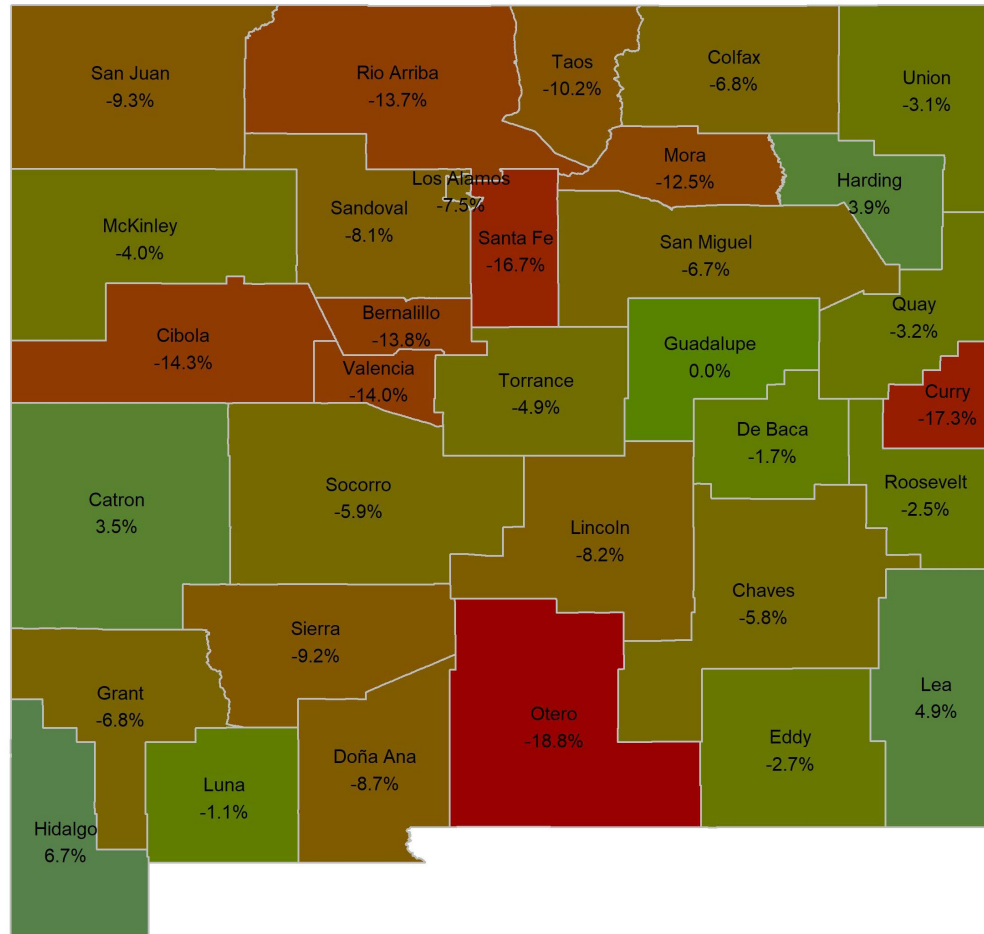 San Juan
-9.3%
Rio Arriba
-13.7%
Taos
-10.2%
Colfax
-6.8%
Union
-3.1%
Mora
-12.5%
Harding
3.9%
Los Alamos
-7.5%
McKinley
-4.0%
Sandoval
-8.1%
Santa Fe
-16.7%
San Miguel
-6.7%
Quay
-3.2%
Cibola
-14.3%
Bernalillo
-13.8%
Valencia
-14.0%
Torrance
-4.9%
Guadalupe
0.0%
Curry
-17.3%
De Baca
-1.7%
Roosevelt
-2.5%
Catron
3.5%
Socorro
-5.9%
Lincoln
-8.2%
Chaves
-5.8%
Sierra
-9.2%
Grant
-6.8%
Otero
-18.8%
Lea
4.9%
Eddy
-2.7%
Doña Ana
-8.7%
Luna
-1.1%
Hidalgo
6.7%